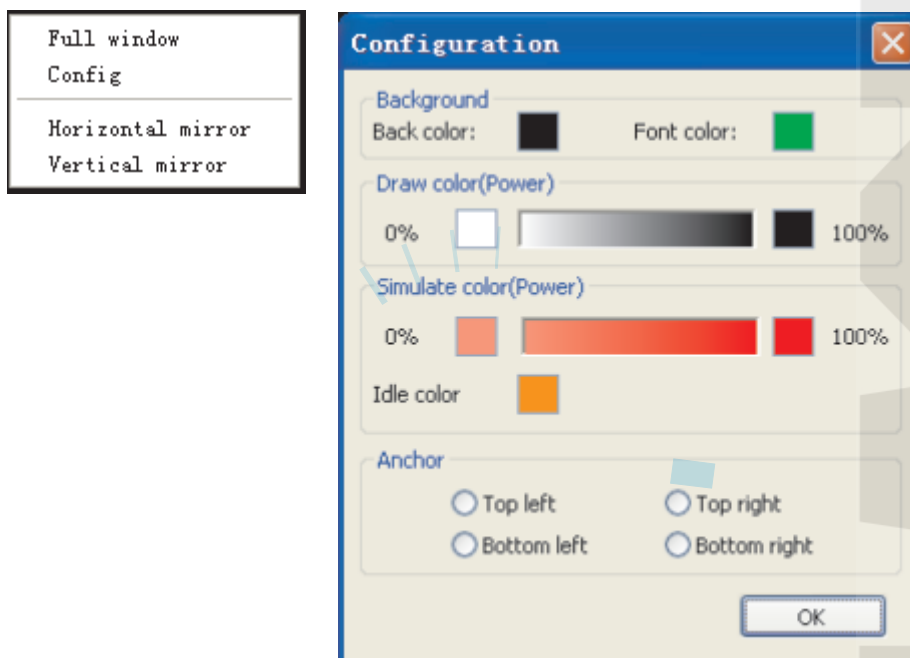 Full window
Config
Horizontal mirror
Vertical mirror
Configuration
Background
Back color:
Font color:
Draw color(Power)
0%
100%
Simulate color(Power)
0%
100%
Idle color
Anchor
Top left
Top right
Bottom left
Bottom right
OK